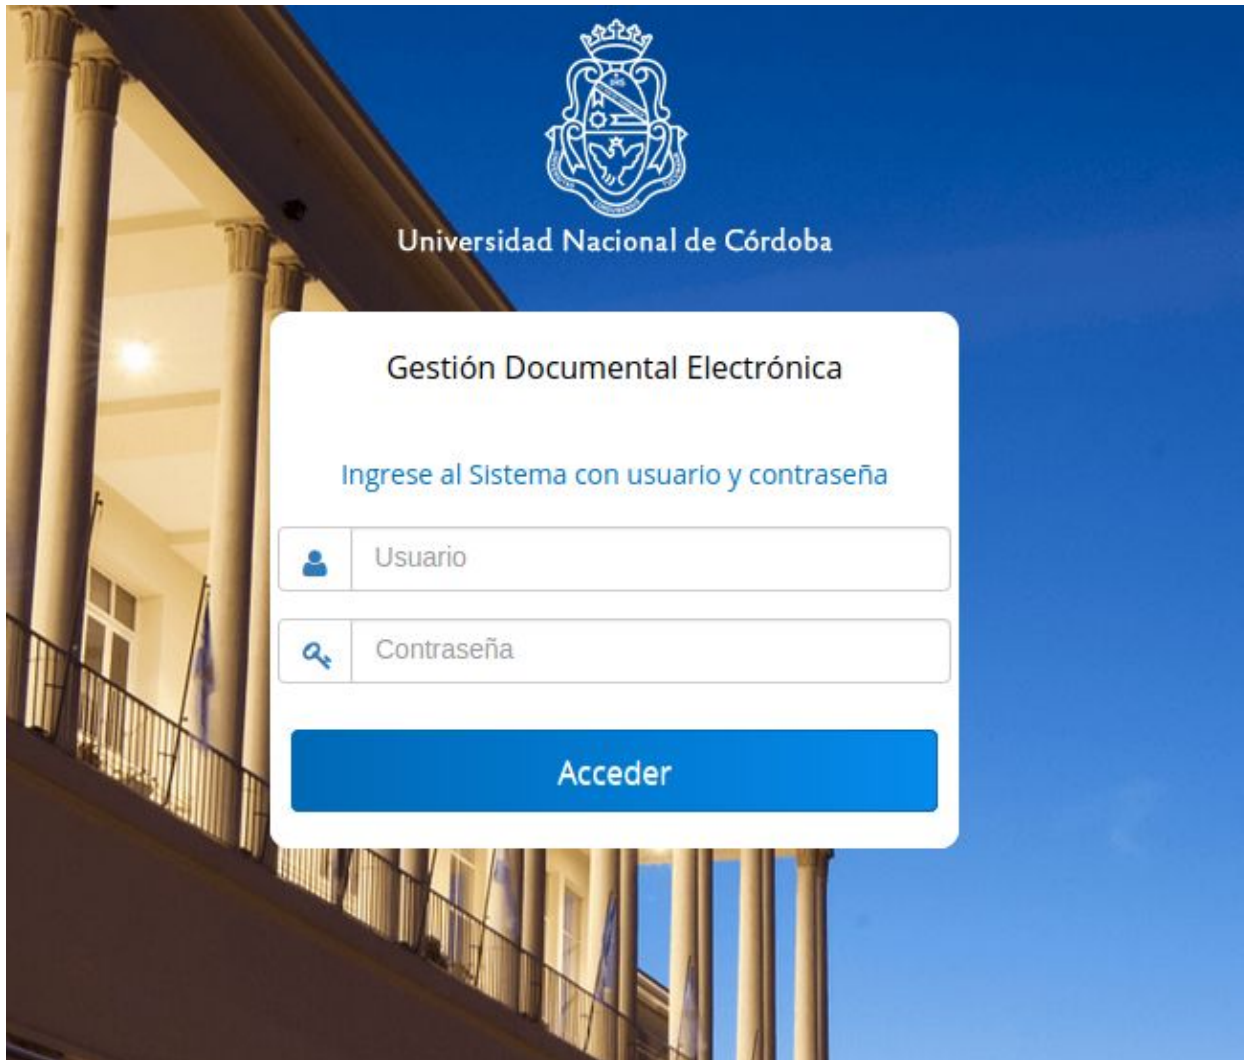 Universidad Nacional de Córdoba
Gestión Documental Electrónica
Ingrese al Sistema con usuario y contraseña
Usuario
Contraseña
Acceder